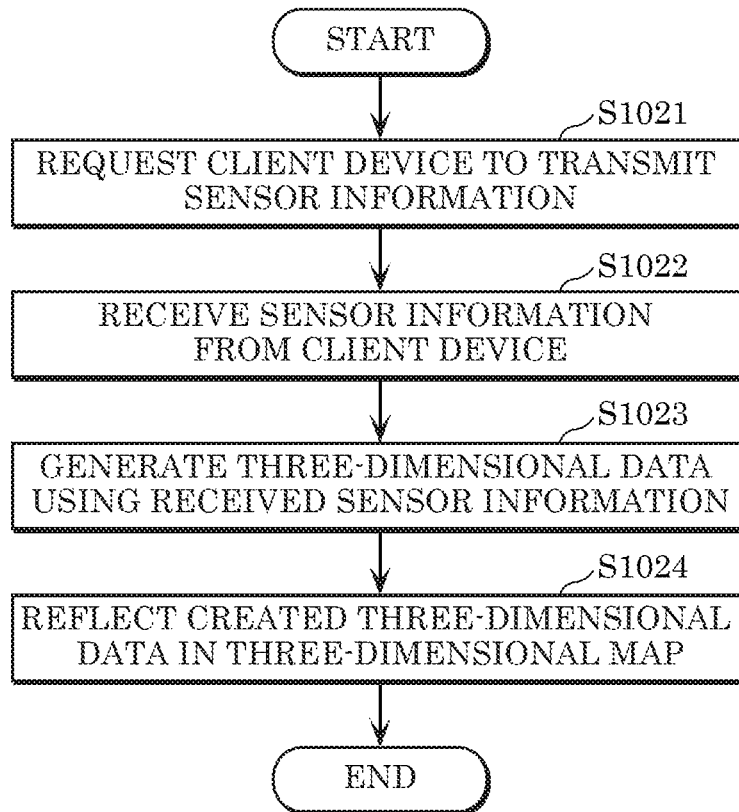 START
S1021
REQUEST CLIENT DEVICE TO TRANSMIT
SENSOR INFORMATION
S1022
RECEIVE SENSOR INFORMATION
FROM CLIENT DEVICE
S1023
GENERATE THREE-DIMENSIONAL DATA
USING RECEIVED SENSOR INFORMATION
S1024
REFLECT CREATED THREE-DIMENSIONAL
DATA IN THREE-DIMENSIONAL MAP
END